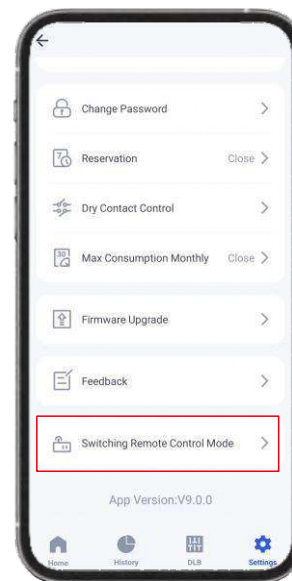 Change Password
Reservation Close
Dry Contact Control
Max Consumption Monthly Close
Firmware Upgrade
Feedback
Switching Remote Control Mode
App Version:V9.0.0
Home History DLB Settings